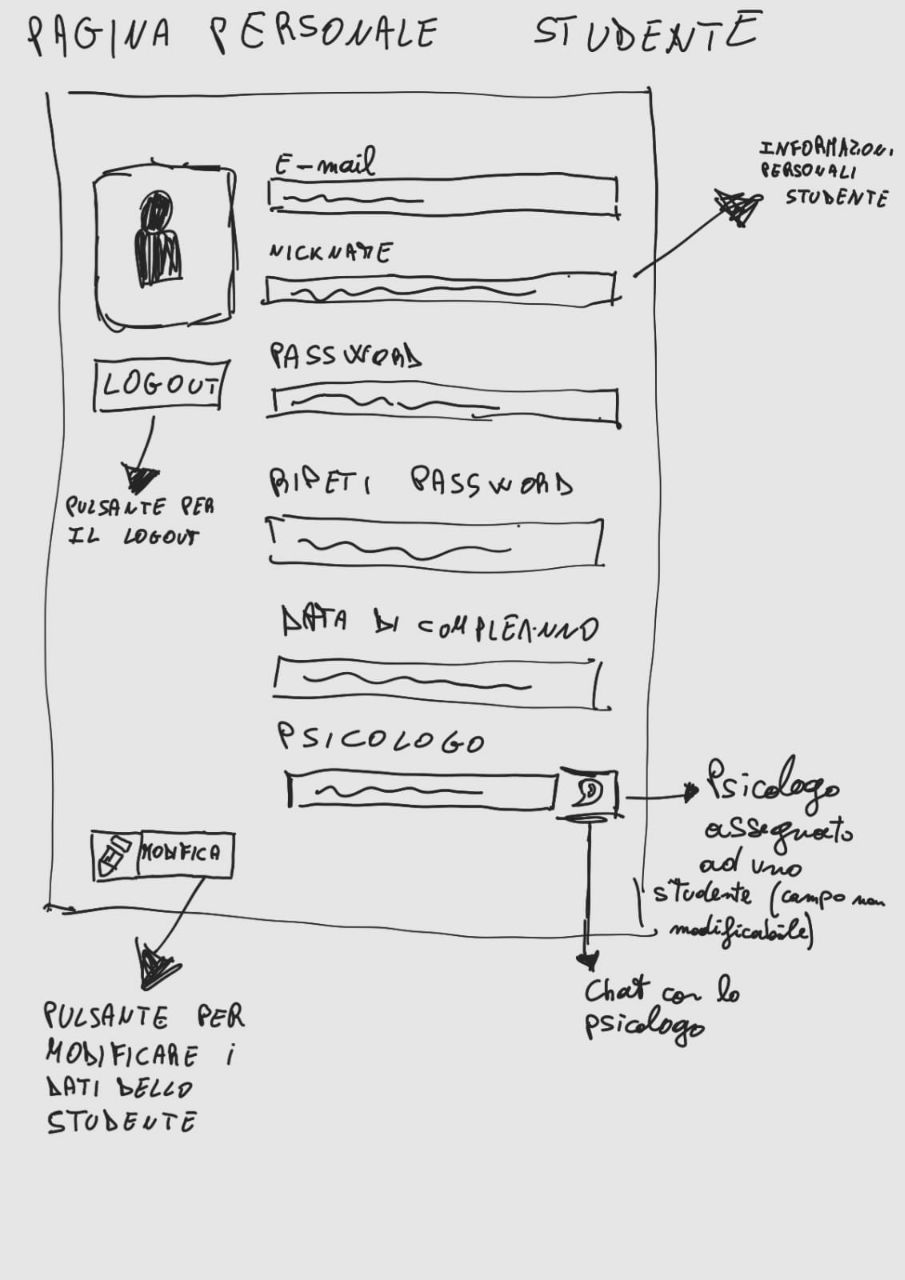 PAGINA PERSONALE STUDENTE
E-mail
NICKNAME
PASSWORD
RIPETI PASSWORD
DATA DI COMPLEANNO
PSICOLOGO
LOGOUT
PULSANTE PER
IL LOGOUT
MODIFICA
PULSANTE PER
MODIFICARE i
DATI DELLO
STUDENTE
INFORMAZIONI
PERSONALI
STUDENTE
Psicologo
assegnato
ad uno
studente (campo non
modificabile)
Chat con lo
psicologo